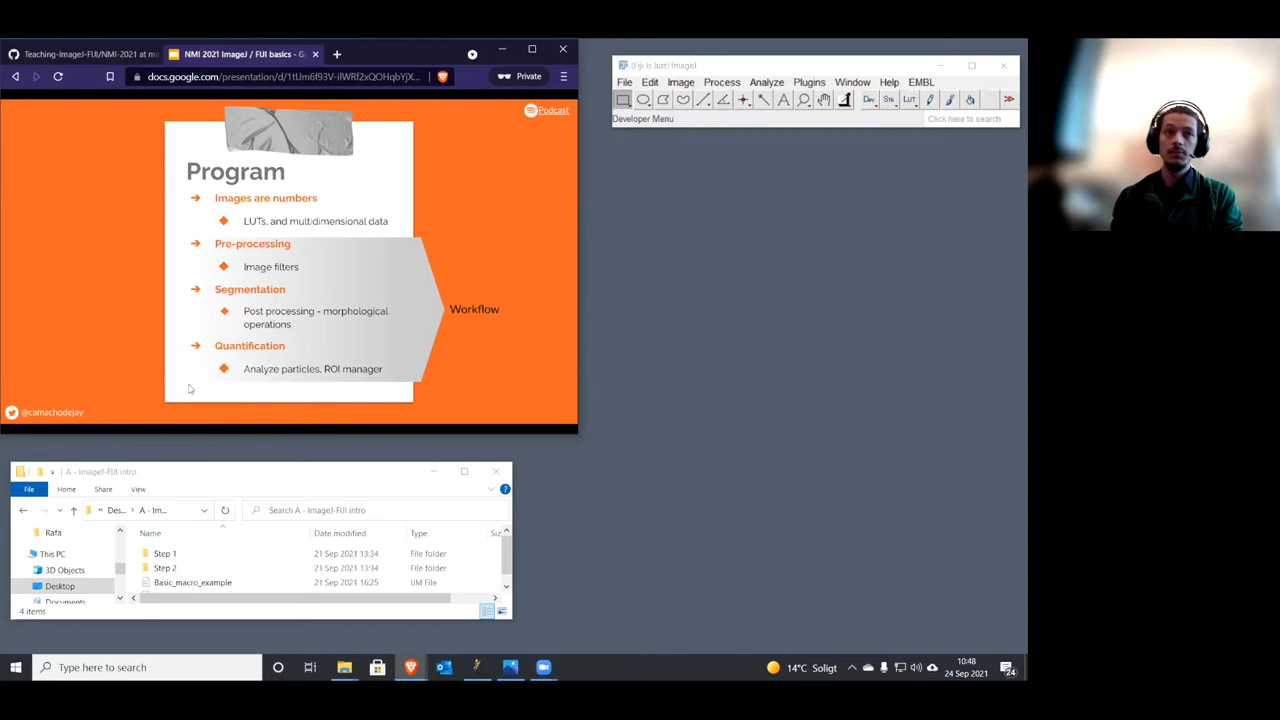 Teaching-ImageJ-FIJI/NMI-2021 at ma
NMI 2021 ImageJ / FIJI basics - G
docs.google.com/presentation/d/1tUm6f93V-ilWRf2xQOHqbYjX...
Private
Podcast
Program
Images are numbers
LUTs, and multidimensional data
Pre-processing
Image filters
Segmentation
Post processing - morphological
operations
Quantification
Analyze particles, ROI manager
Workflow
@camachodejay
(Fiji Is Just) ImageJ
File Edit Image Process Analyze Plugins Window Help EMBL
Dev Stk LUT
Developer Menu
Click here to search
A - ImageJ-FIJI intro
File Home Share View
Des... A - Im...
Search A - ImageJ-FIJI intro
Rafa
This PC
3D Objects
Desktop
Documents
Name Date modified Type Siz
Step 1 21 Sep 2021 13:34 File folder
Step 2 21 Sep 2021 13:34 File folder
Basic_macro_example 21 Sep 2021 16:25 IJM File
4 items
Type here to search
14°C Soligt
10:48
24 Sep 2021
24